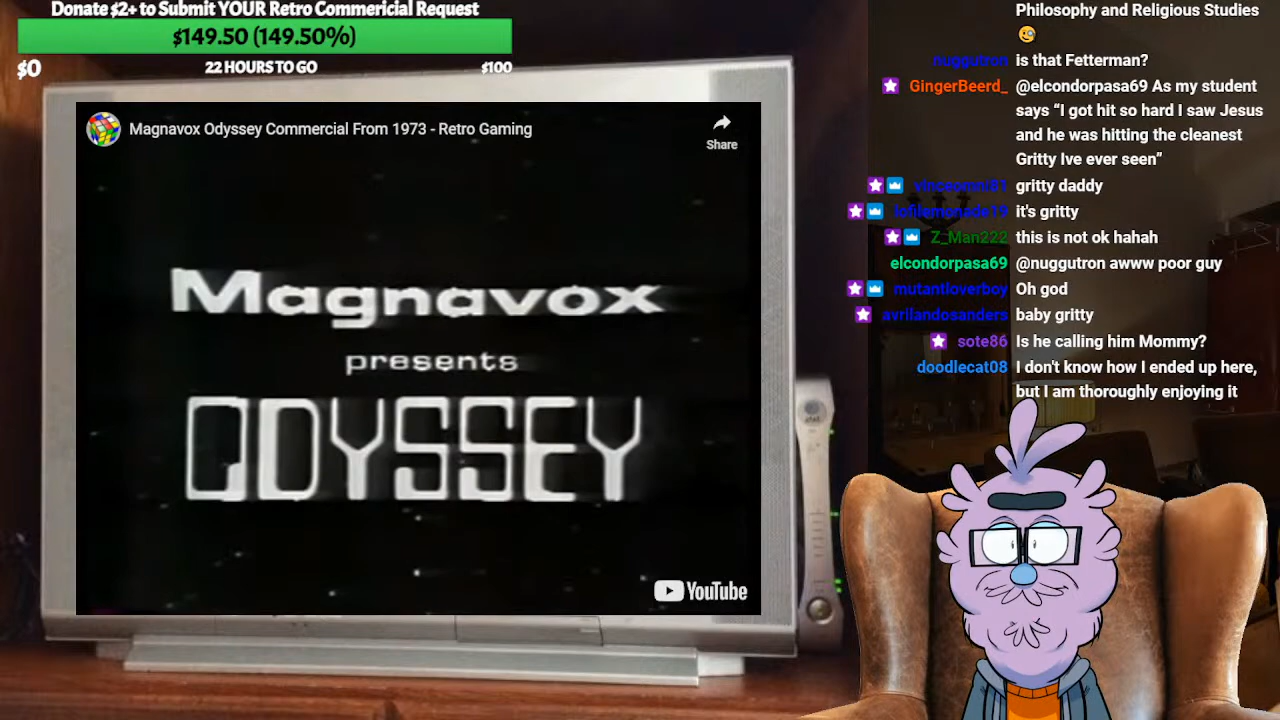 Donate $2+ to Submit YOUR Retro Commericial Request
$149.50 (149.50%)
$0
22 HOURS TO GO
$100
Magnavox Odyssey Commercial From 1973 - Retro Gaming
Share
Magnavox
presents
ODYSSEY
YouTube
Philosophy and Religious Studies
nuggutron is that Fetterman?
GingerBeerd_ @elcondorpasa69 As my student
says “I got hit so hard I saw Jesus
and he was hitting the cleanest
Gritty Ive ever seen”
vinceomni81 gritty daddy
lofilemonade19 it's gritty
Z_Man222 this is not ok hahah
elcondorpasa69 @nuggutron awww poor guy
mutantloverboy Oh god
avrilandosanders baby gritty
sote86 Is he calling him Mommy?
doodlecat08 I don't know how I ended up here,
but I am thoroughly enjoying it